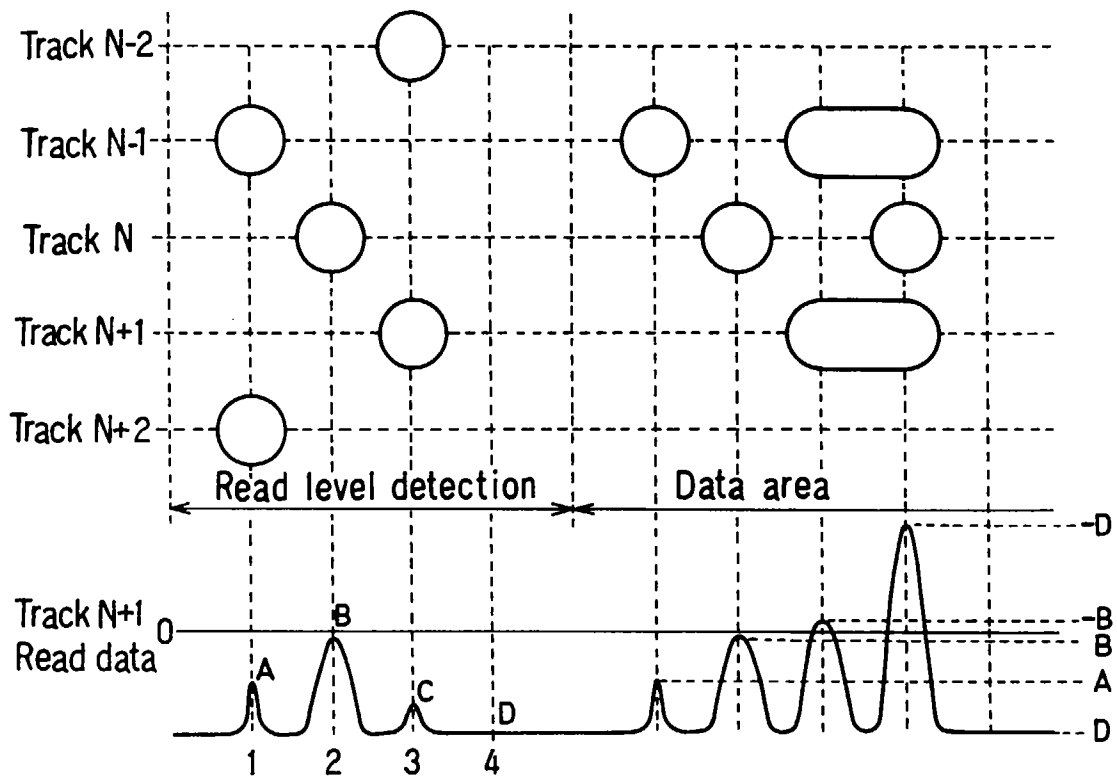 Track N-2
Track N-1
Track N
Track N+1
Track N+2
Read level detection
Data area
Track N+1
Read data
0
A
B
C
D
1
2
3
4
-D
-B
B
A
D